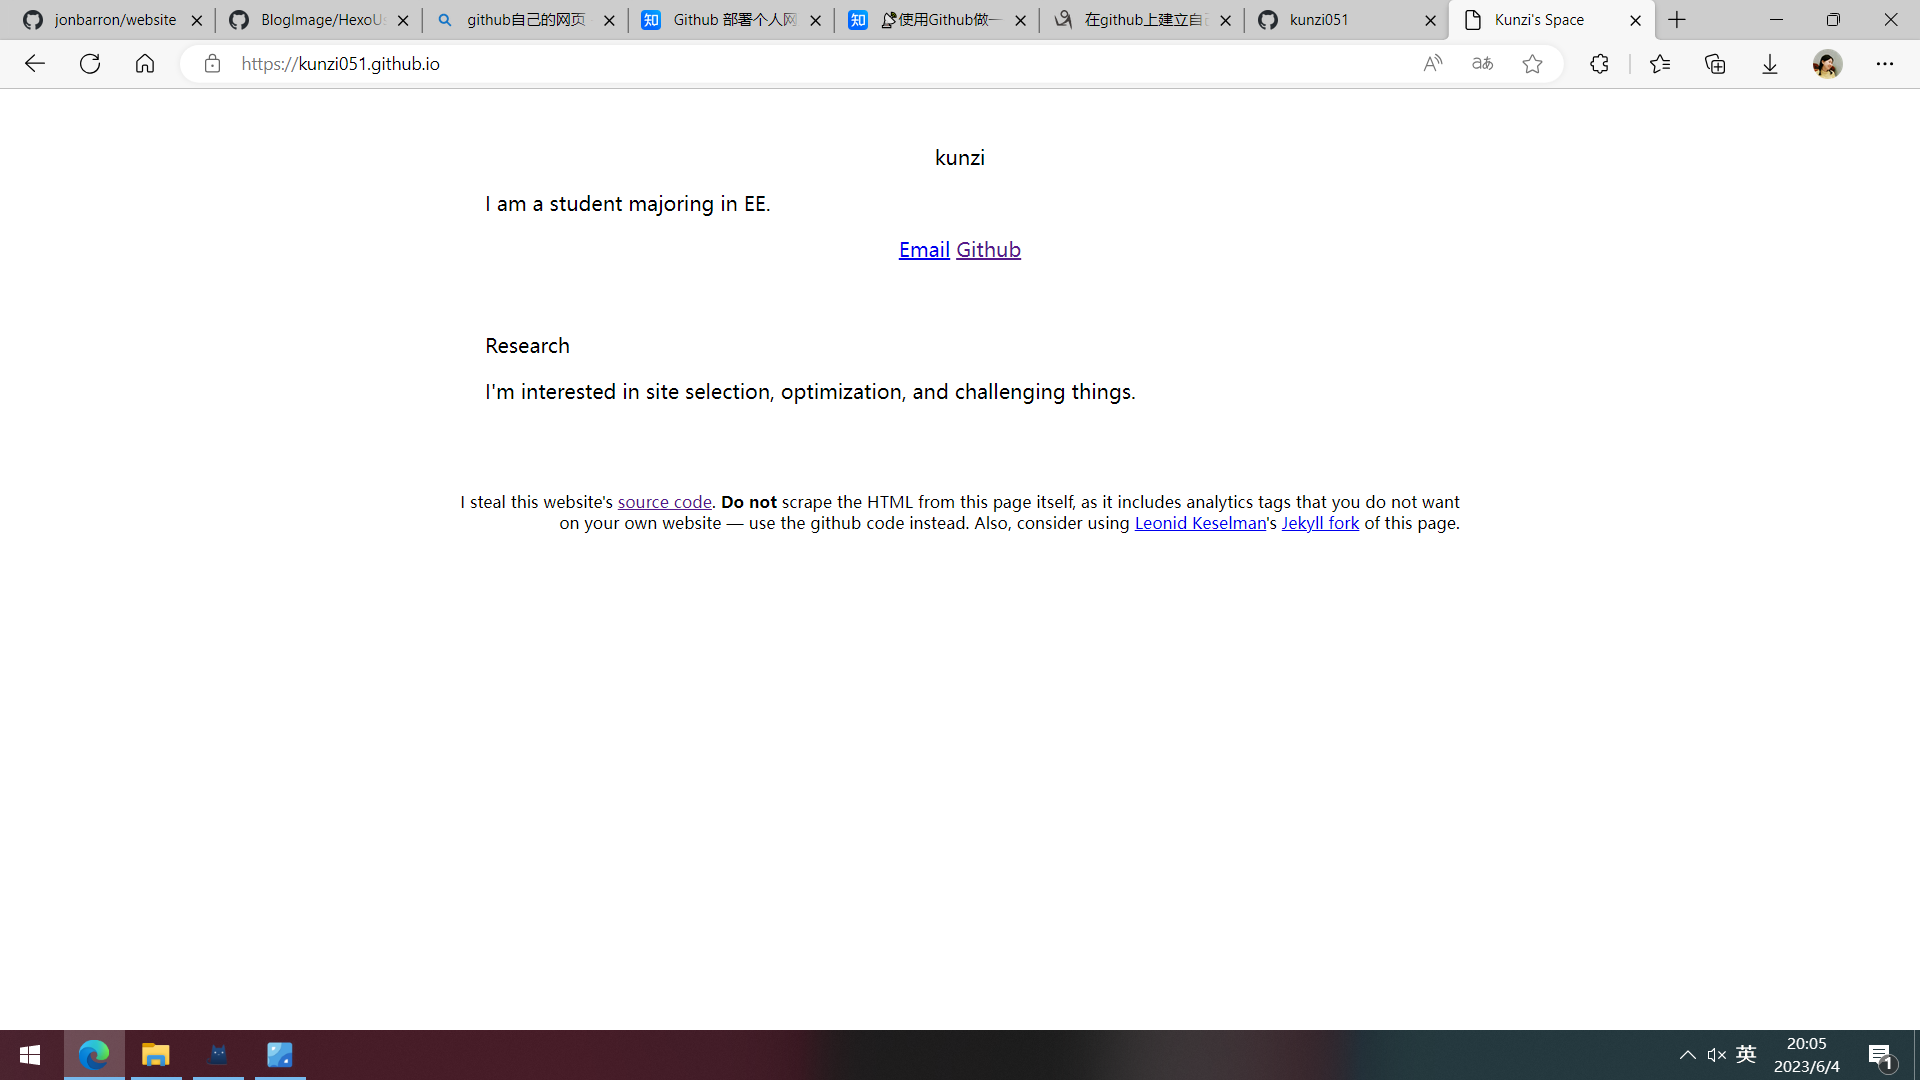 jonbarron/website
BlogImage/HexoUs
github自己的网页
Github 部署个人网
使用Github做一
在github上建立自己
kunzi051
Kunzi's Space
https://kunzi051.github.io
kunzi
I am a student majoring in EE.
Email Github
Research
I'm interested in site selection, optimization, and challenging things.
I steal this website's source code. Do not scrape the HTML from this page itself, as it includes analytics tags that you do not want
on your own website — use the github code instead. Also, consider using Leonid Keselman's Jekyll fork of this page.
英
20:05
2023/6/4
1